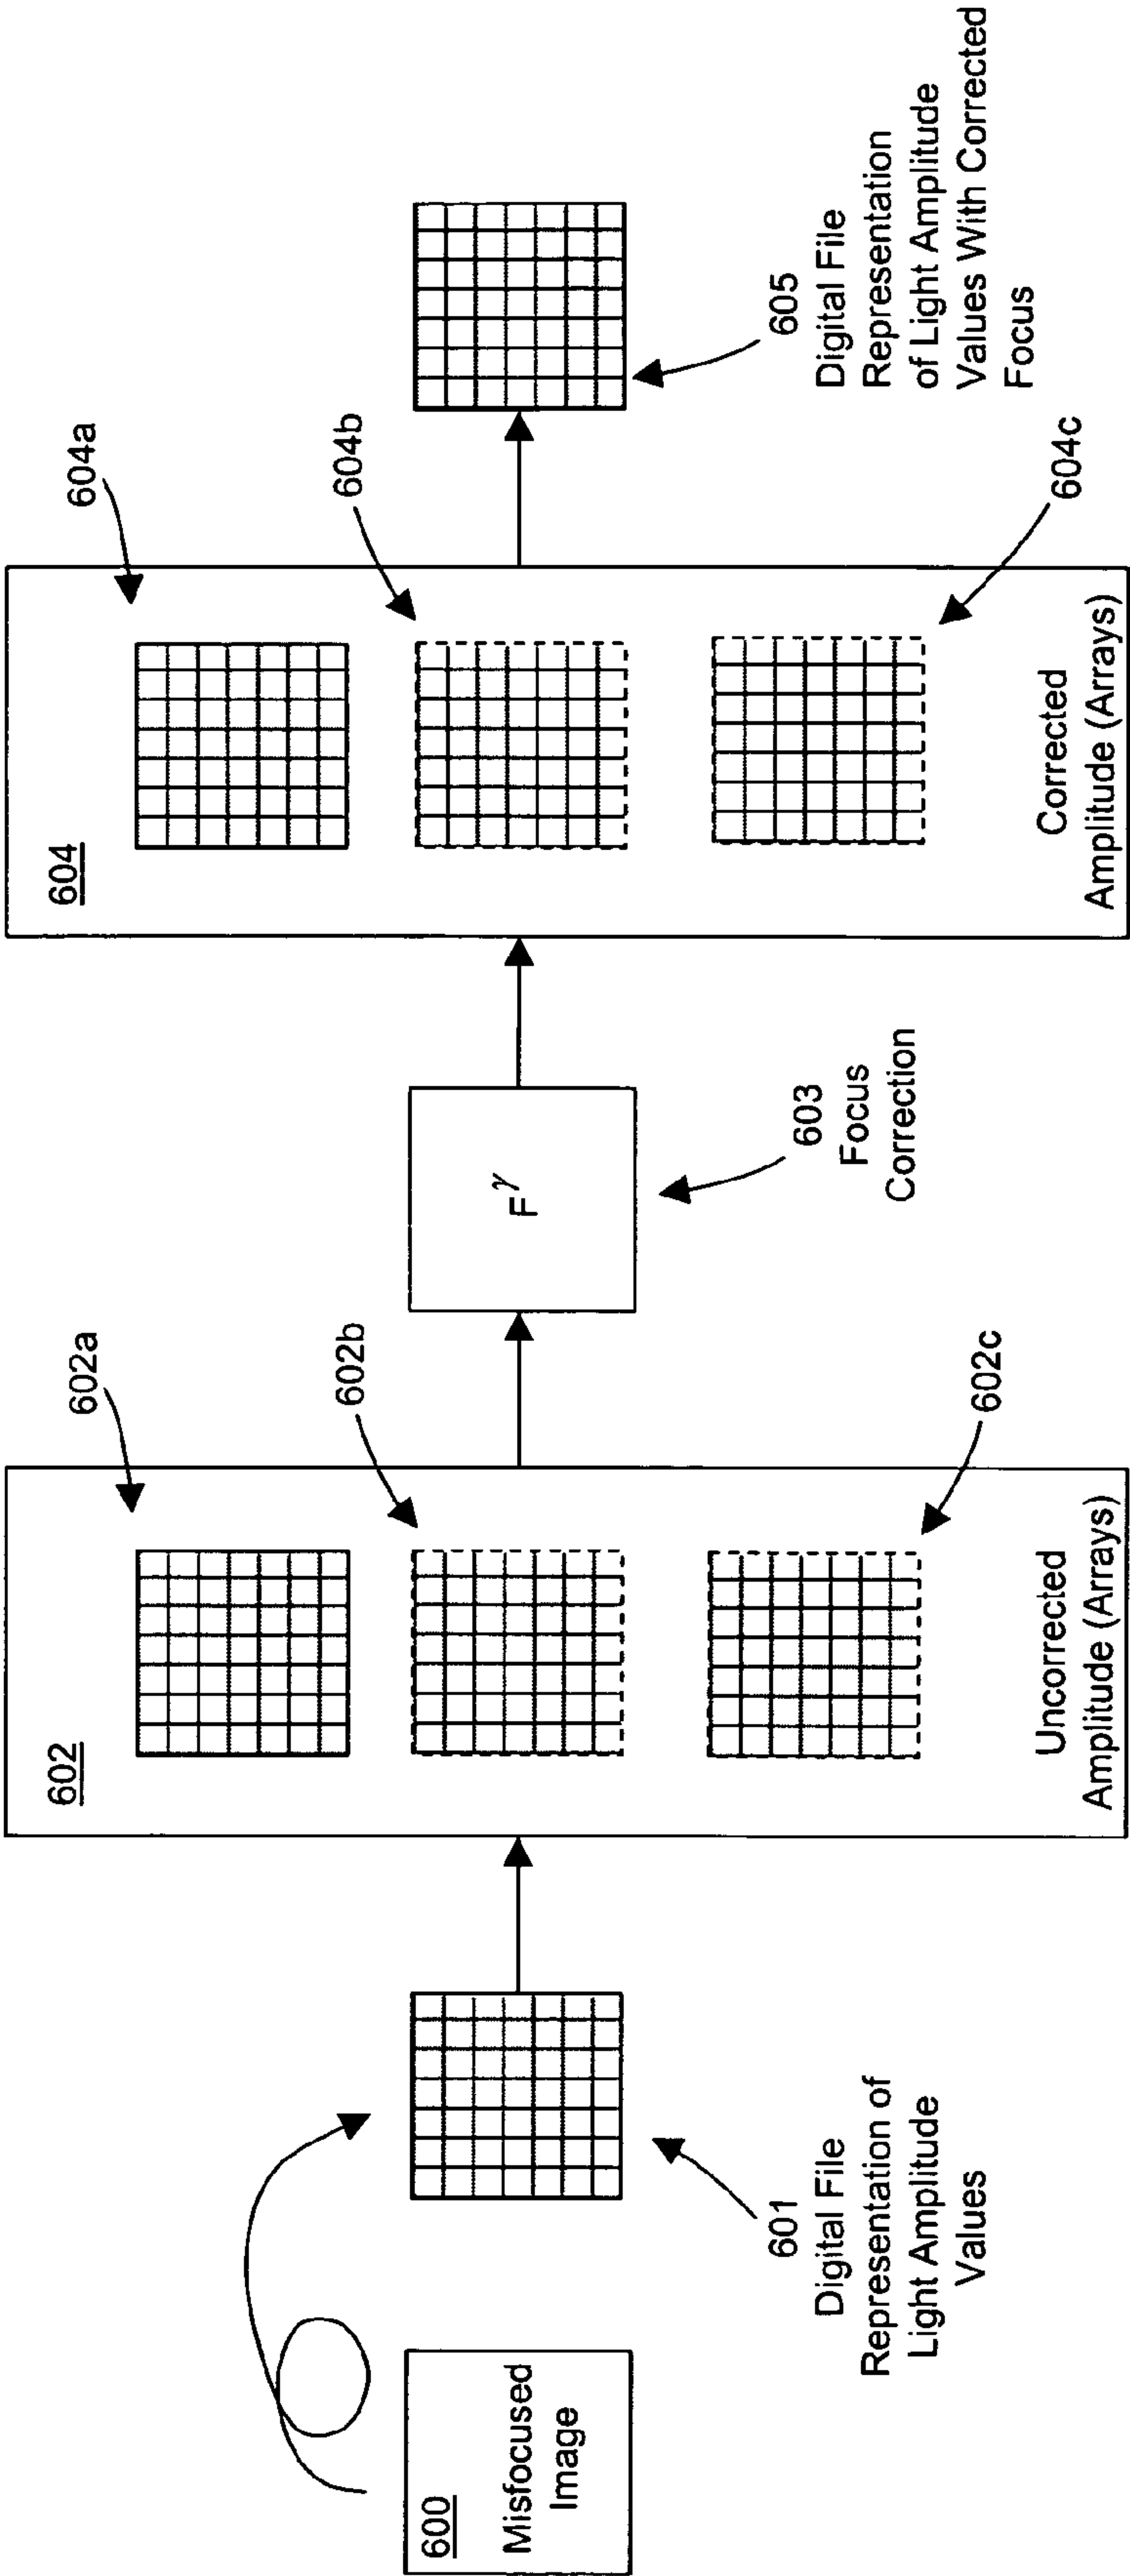 600
Misfocused
Image
601
Digital File
Representation of
Light Amplitude
Values
602
602a
602b
602c
Uncorrected
Amplitude (Arrays)
F^γ
603
Focus
Correction
604
604a
604b
604c
Corrected
Amplitude (Arrays)
605
Digital File
Representation
of Light Amplitude
Values With Corrected
Focus